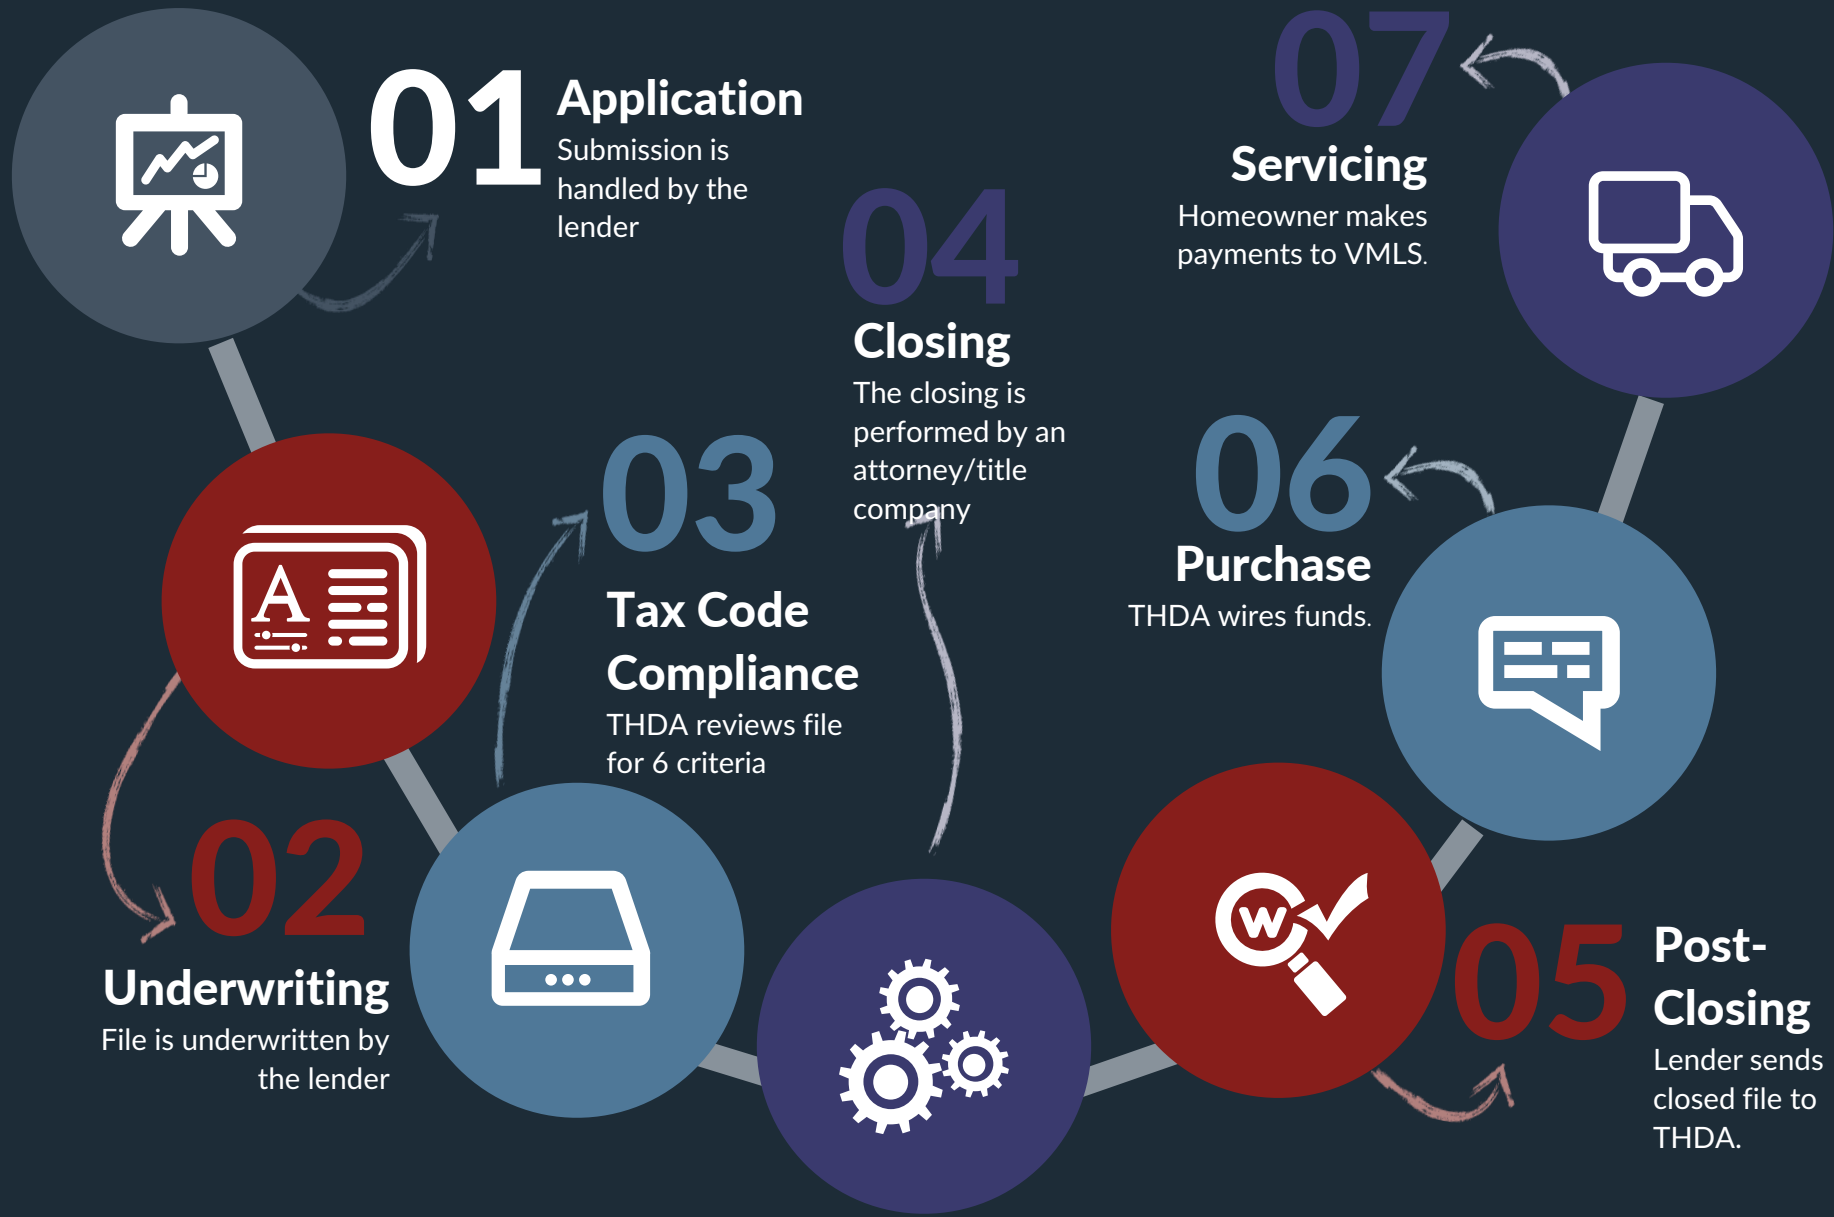 01
Application
Submission is
handled by the
lender
02
Underwriting
File is underwritten by
the lender
03
Tax Code
Compliance
THDA reviews file
for 6 criteria
04
Closing
The closing is
performed by an
attorney/title
company
05
Post-
Closing
Lender sends
closed file to
THDA.
06
Purchase
THDA wires funds.
07
Servicing
Homeowner makes
payments to VMLS.
A
W